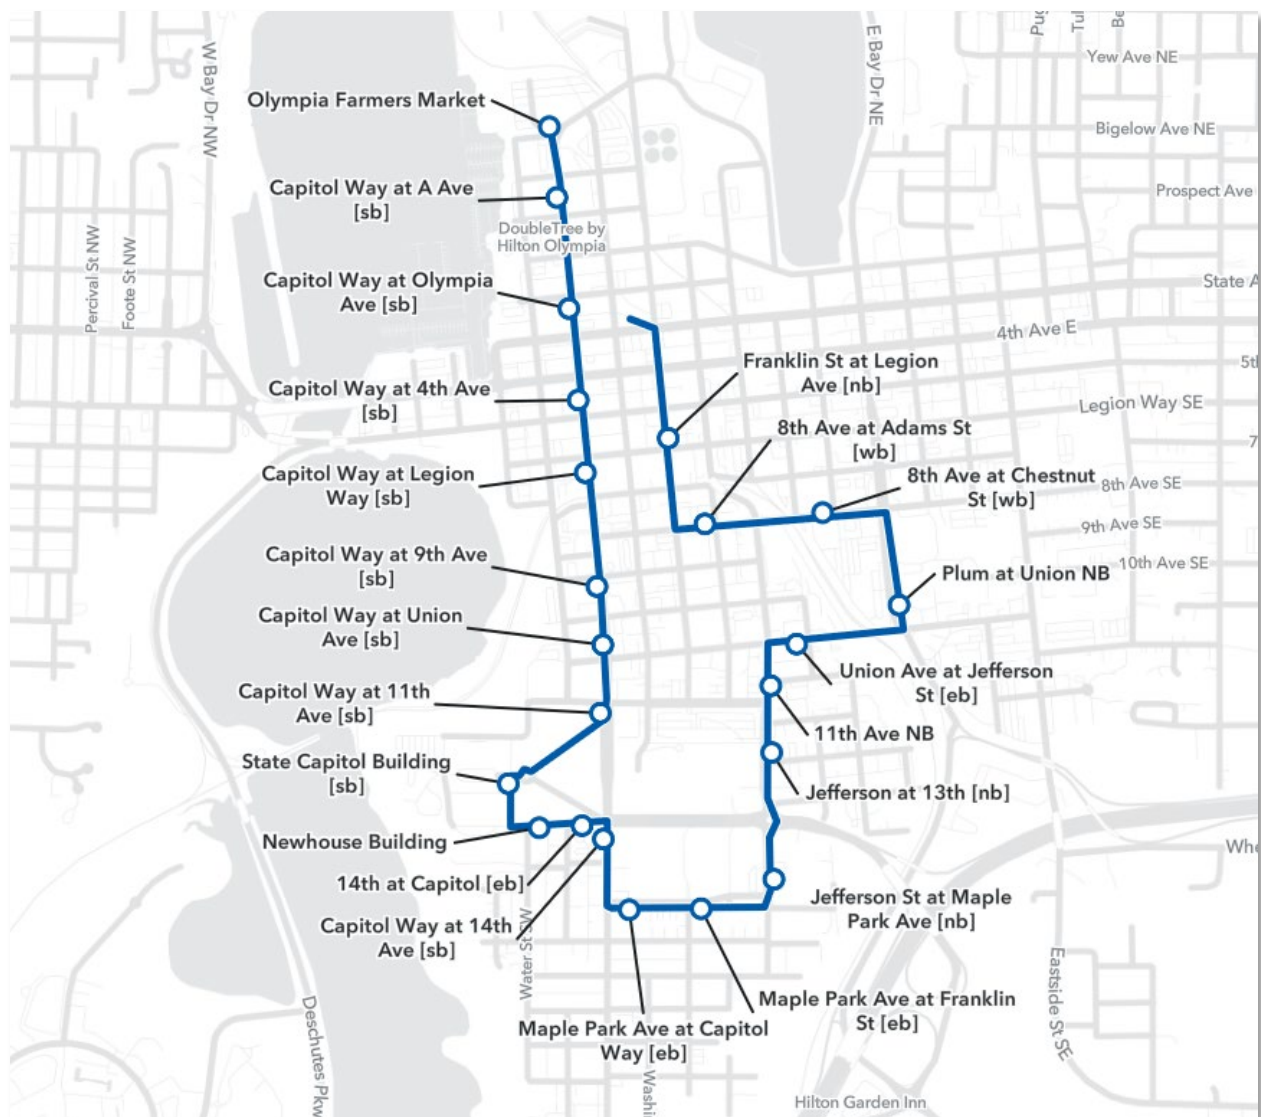 Yew Ave NE
W Bay Dr NW
E Bay Dr NE
Olympia Farmers Market
Bigelow Ave NE
Capitol Way at A Ave
[sb]
Prospect Ave
DoubleTree by
Hilton Olympia
Percival St NW
Foote St NW
Capitol Way at Olympia
Ave [sb]
State A
4th Ave E
Franklin St at Legion
Ave [nb]
Capitol Way at 4th Ave
[sb]
Legion Way SE
8th Ave at Adams St
[wb]
Capitol Way at Legion
Way [sb]
8th Ave at Chestnut
St [wb]
8th Ave SE
9th Ave SE
Capitol Way at 9th Ave
[sb]
10th Ave SE
Plum at Union NB
Capitol Way at Union
Ave [sb]
Union Ave at Jefferson
St [eb]
Capitol Way at 11th
Ave [sb]
11th Ave NB
State Capitol Building
[sb]
Jefferson at 13th [nb]
Newhouse Building
Whe
14th at Capitol [eb]
Jefferson St at Maple
Park Ave [nb]
Capitol Way at 14th
Ave [sb]
Eastside St SE
Deschutes Pkw
Maple Park Ave at Franklin
St [eb]
Maple Park Ave at Capitol
Way [eb]
Washi
Hilton Garden Inn